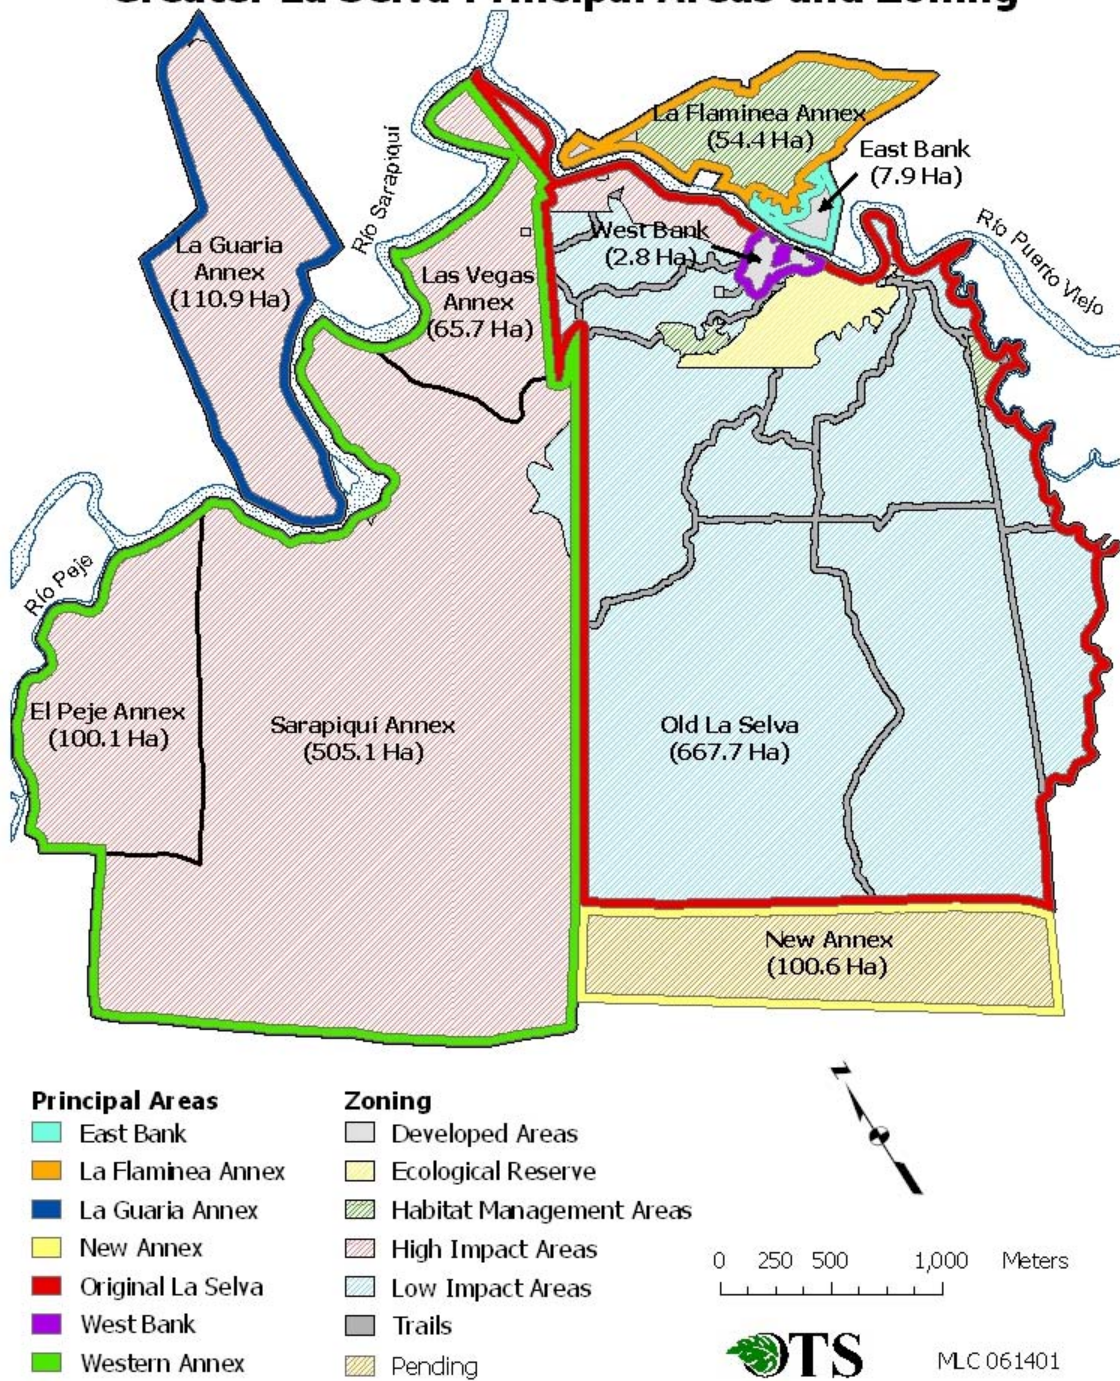 Greater La Selva Principal Areas and Zoning
La Flaminea Annex
(54.4 Ha)
East Bank
(7.9 Ha)
Río Sarapiquí
Río Puerto Viejo
La Guaria
Annex
(110.9 Ha)
Las Vegas
Annex
(65.7 Ha)
West Bank
(2.8 Ha)
Río Peje
El Peje Annex
(100.1 Ha)
Sarapiquí Annex
(505.1 Ha)
Old La Selva
(667.7 Ha)
New Annex
(100.6 Ha)
N
Principal Areas
East Bank
La Flaminea Annex
La Guaria Annex
New Annex
Original La Selva
West Bank
Western Annex
Zoning
Developed Areas
Ecological Reserve
Habitat Management Areas
High Impact Areas
Low Impact Areas
Trails
Pending
0 250 500 1,000 Meters
OTS
MLC 061401